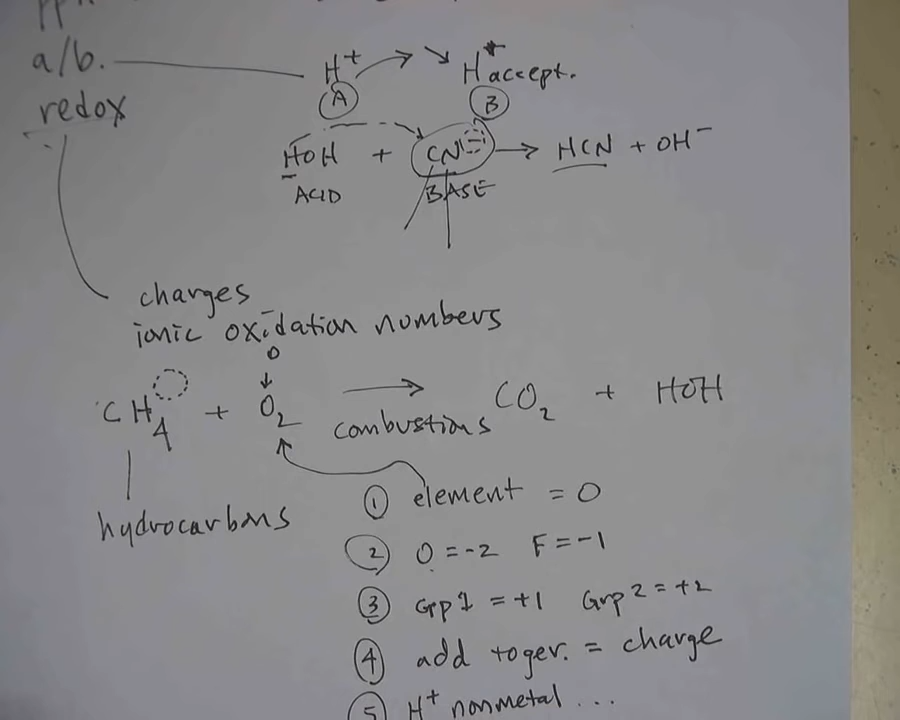 a/b.
redox
H⁺ → ↘ H⁺ accept.
A B
HOH + CN⁻ → HCN + OH⁻
ACID BASE
charges
ionic oxidation numbers
0
↓
CH₄ + O₂ → CO₂ + HOH
combustions
hydrocarbons
① element = 0
② O = -2 F = -1
③ Grp 1 = +1 Grp 2 = +2
④ add toger. = charge
⑤ H⁺ nonmetal ...